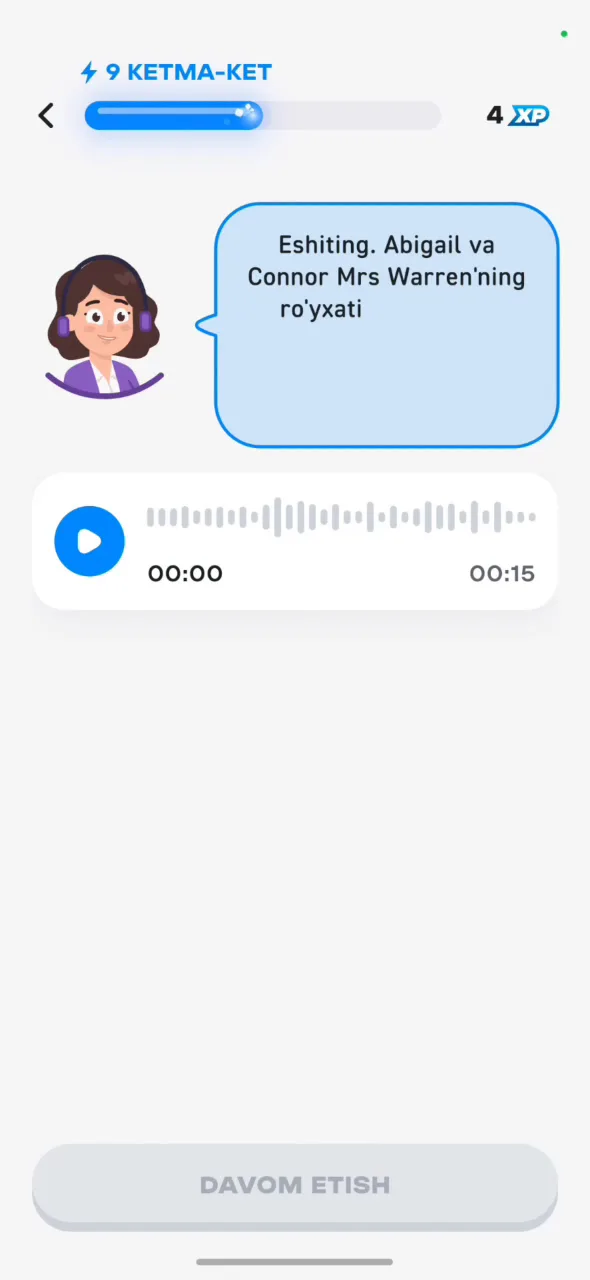 9 KETMA-KET
4 XP
Eshiting. Abigail va
Connor Mrs Warren'ning
ro'yxati
00:00
00:15
DAVOM ETISH